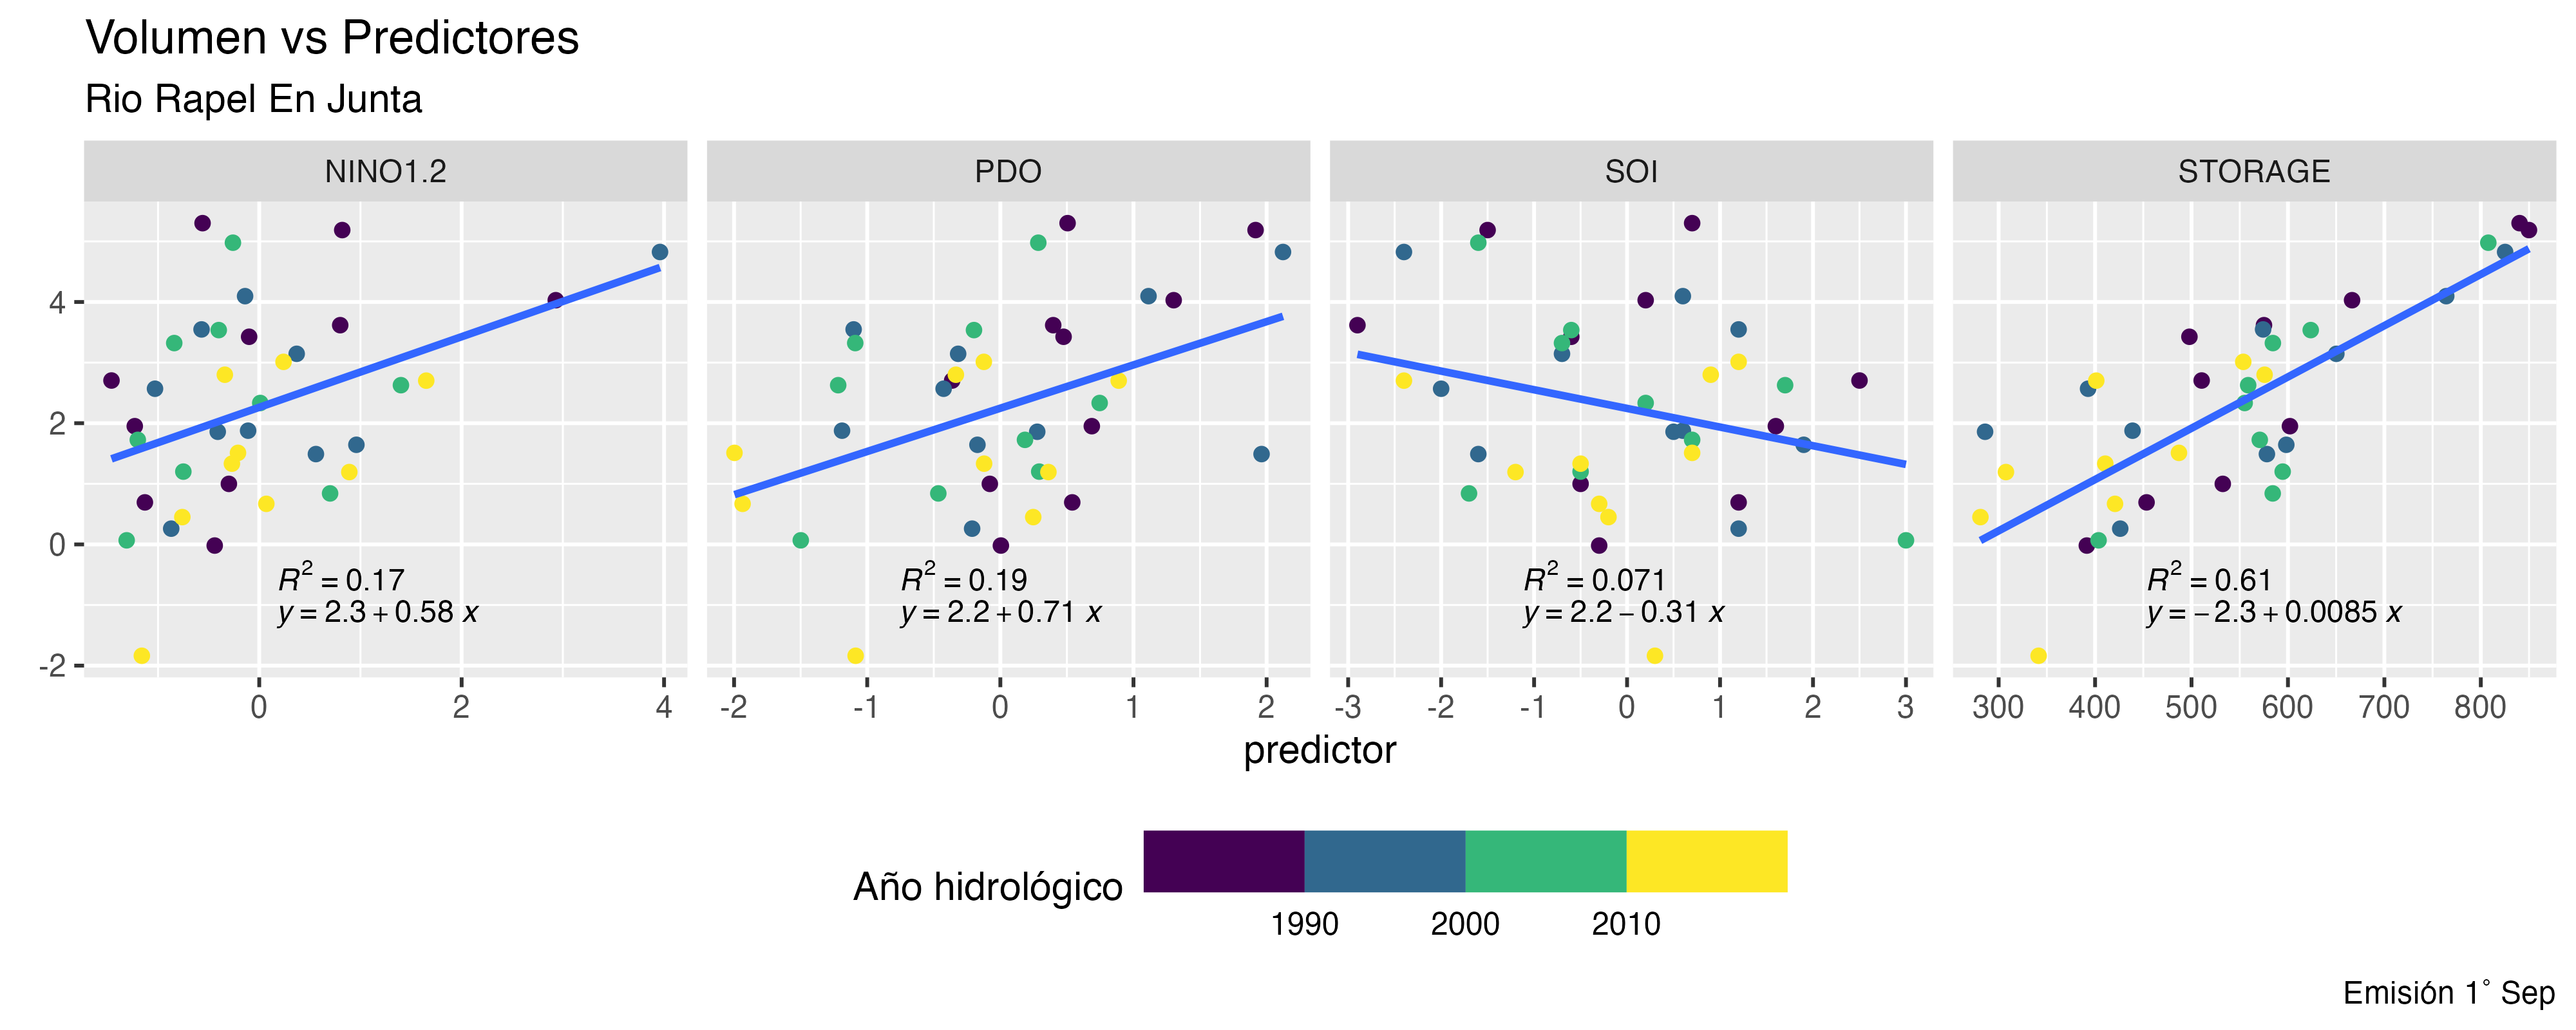 Volumen vs Predictores
Rio Rapel En Junta
NINO1.2 PDO SOI STORAGE
4
2
0
-2
R² = 0.17
y = 2.3 + 0.58 x
R² = 0.19
y = 2.2 + 0.71 x
R² = 0.071
y = 2.2 − 0.31 x
R² = 0.61
y = −2.3 + 0.0085 x
0 2 4 -2 -1 0 1 2 -3 -2 -1 0 1 2 3 300 400 500 600 700 800
predictor
Año hidrológico
1990 2000 2010
Emisión 1° Sep